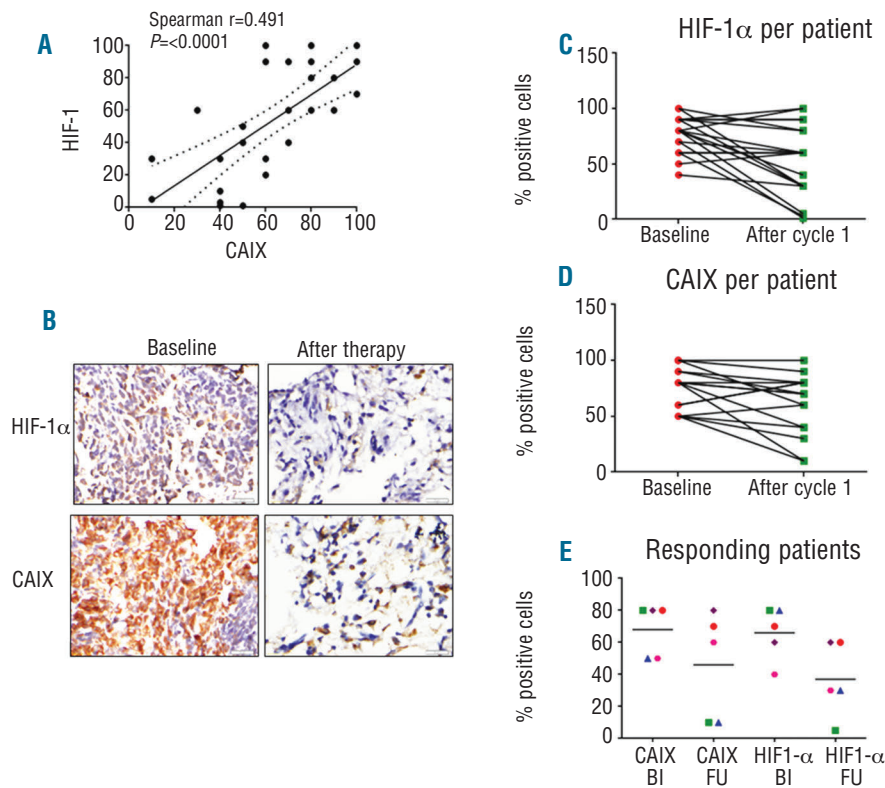 A
Spearman r=0.491
P=<0.0001
HIF-1
100
80
60
40
20
0
0 20 40 60 80 100
CAIX
B
Baseline After therapy
HIF-1α
CAIX
C
HIF-1α per patient
% positive cells
150
100
50
0
Baseline After cycle 1
D
CAIX per patient
% positive cells
150
100
50
0
Baseline After cycle 1
E
Responding patients
% positive cells
100
80
60
40
20
0
CAIX CAIX HIF1-α HIF1-α
BI FU BI FU